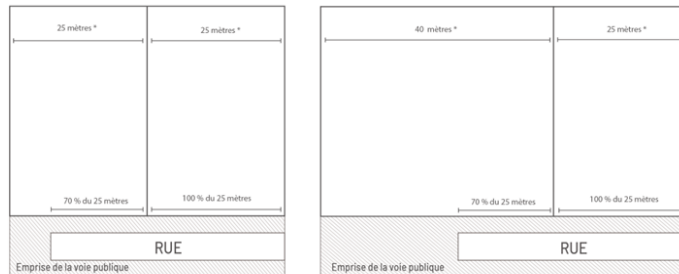 25 mètres *
25 mètres *
70 % du 25 mètres
100 % du 25 mètres
RUE
Emprise de la voie publique
40 mètres *
25 mètres *
70 % du 25 mètres
100 % du 25 mètres
RUE
Emprise de la voie publique